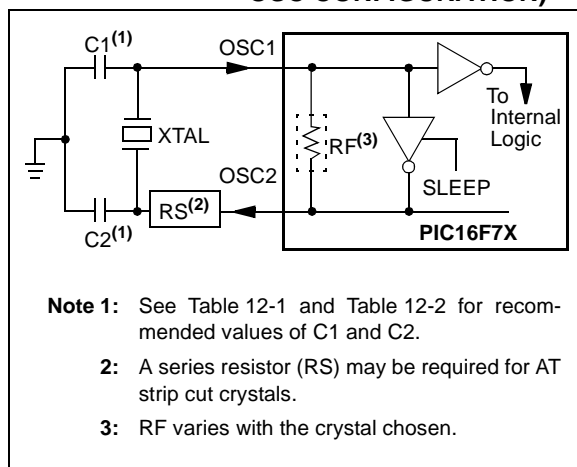 C1(1)
OSC1
To
Internal
Logic
XTAL
RF(3)
OSC2
SLEEP
RS(2)
C2(1)
PIC16F7X
Note 1: See Table 12-1 and Table 12-2 for recom-
mended values of C1 and C2.
2: A series resistor (RS) may be required for AT
strip cut crystals.
3: RF varies with the crystal chosen.